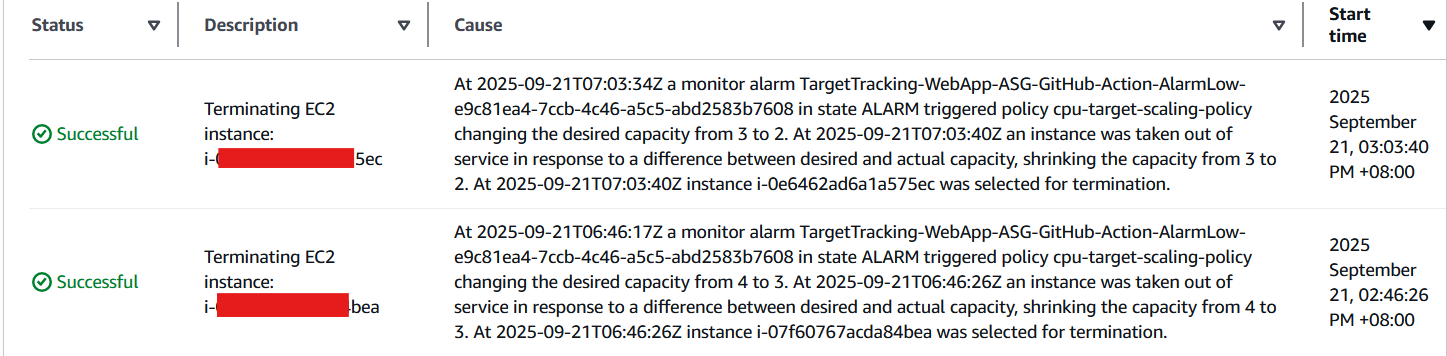 Status Description Cause Start time
Successful
Terminating EC2
instance:
i-0 5ec
At 2025-09-21T07:03:34Z a monitor alarm TargetTracking-WebApp-ASG-GitHub-Action-AlarmLow-
e9c81ea4-7ccb-4c46-a5c5-abd2583b7608 in state ALARM triggered policy cpu-target-scaling-policy
changing the desired capacity from 3 to 2. At 2025-09-21T07:03:40Z an instance was taken out of
service in response to a difference between desired and actual capacity, shrinking the capacity from 3 to
2. At 2025-09-21T07:03:40Z instance i-0e6462ad6a1a575ec was selected for termination.
2025
September
21, 03:03:40
PM +08:00
Successful
Terminating EC2
instance:
i- bea
At 2025-09-21T06:46:17Z a monitor alarm TargetTracking-WebApp-ASG-GitHub-Action-AlarmLow-
e9c81ea4-7ccb-4c46-a5c5-abd2583b7608 in state ALARM triggered policy cpu-target-scaling-policy
changing the desired capacity from 4 to 3. At 2025-09-21T06:46:26Z an instance was taken out of
service in response to a difference between desired and actual capacity, shrinking the capacity from 4 to
3. At 2025-09-21T06:46:26Z instance i-07f60767acda84bea was selected for termination.
2025
September
21, 02:46:26
PM +08:00